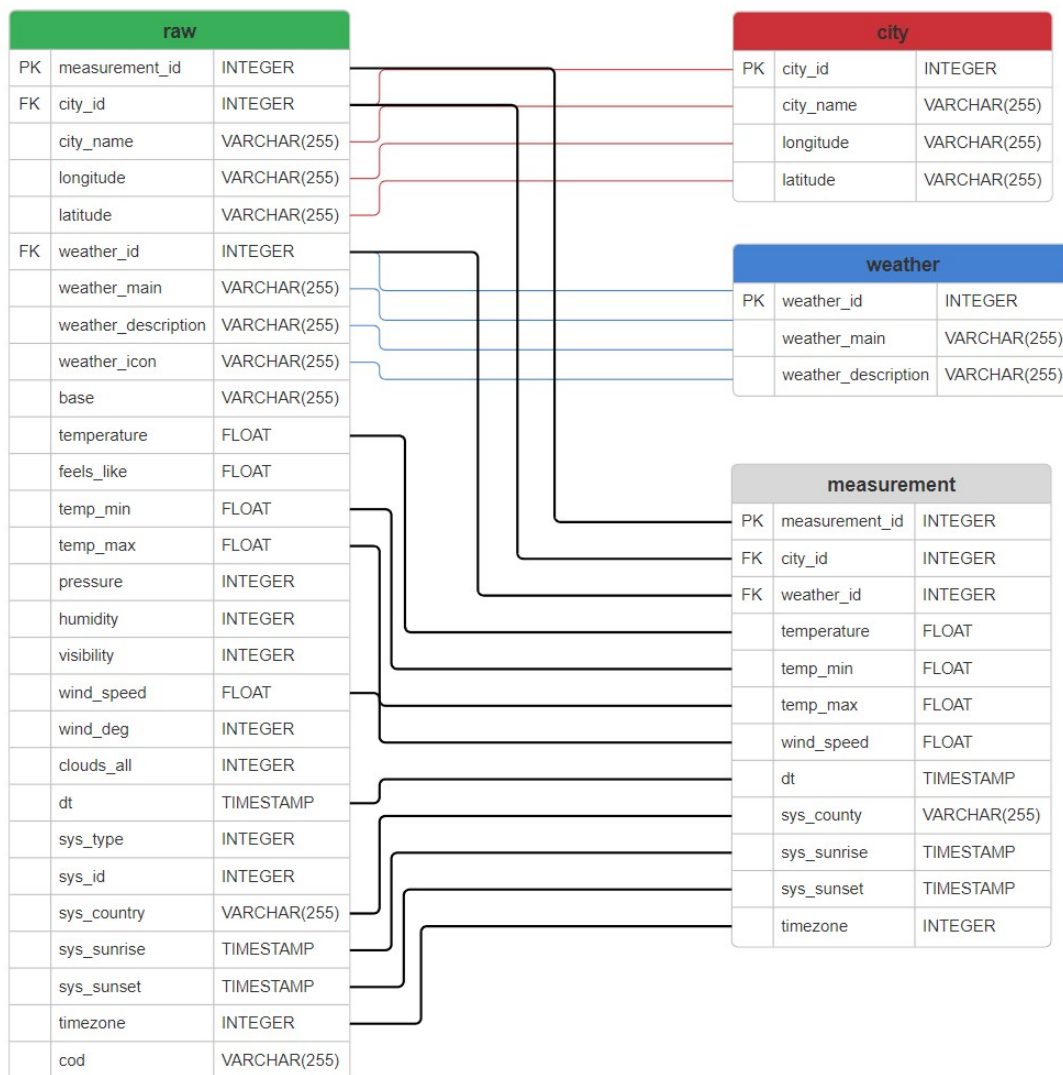 raw
PK measurement_id INTEGER
FK city_id INTEGER
city_name VARCHAR(255)
longitude VARCHAR(255)
latitude VARCHAR(255)
FK weather_id INTEGER
weather_main VARCHAR(255)
weather_description VARCHAR(255)
weather_icon VARCHAR(255)
base VARCHAR(255)
temperature FLOAT
feels_like FLOAT
temp_min FLOAT
temp_max FLOAT
pressure INTEGER
humidity INTEGER
visibility INTEGER
wind_speed FLOAT
wind_deg INTEGER
clouds_all INTEGER
dt TIMESTAMP
sys_type INTEGER
sys_id INTEGER
sys_country VARCHAR(255)
sys_sunrise TIMESTAMP
sys_sunset TIMESTAMP
timezone INTEGER
cod VARCHAR(255)
city
PK city_id INTEGER
city_name VARCHAR(255)
longitude VARCHAR(255)
latitude VARCHAR(255)
weather
PK weather_id INTEGER
weather_main VARCHAR(255)
weather_description VARCHAR(255)
measurement
PK measurement_id INTEGER
FK city_id INTEGER
FK weather_id INTEGER
temperature FLOAT
temp_min FLOAT
temp_max FLOAT
wind_speed FLOAT
dt TIMESTAMP
sys_county VARCHAR(255)
sys_sunrise TIMESTAMP
sys_sunset TIMESTAMP
timezone INTEGER